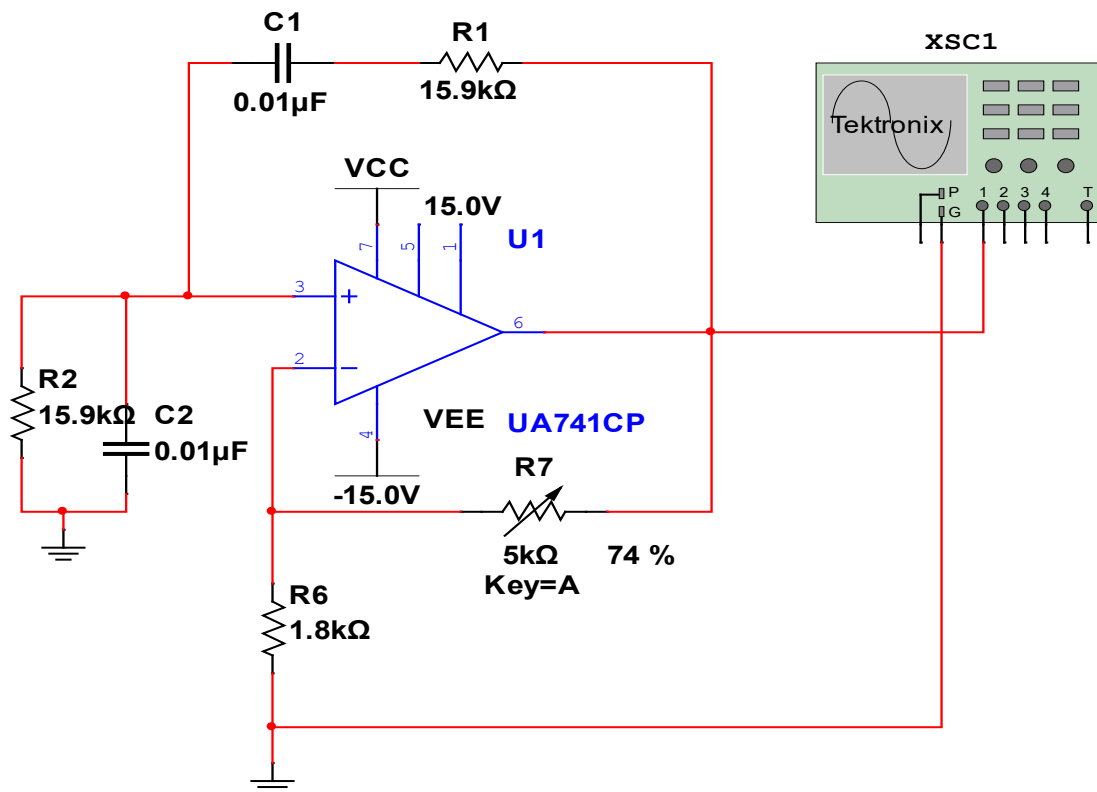 C1
R1
XSC1
0.01µF
15.9kΩ
Tektronix
VCC
P
1
2
3
4
T
G
15.0V
U1
7
5
1
3
6
2
R2
15.9kΩ
C2
0.01µF
VEE
UA741CP
4
R7
-15.0V
5kΩ
74 %
Key=A
R6
1.8kΩ